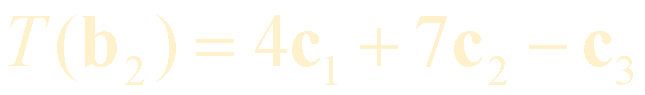 T(b₂) = 4c₁ + 7c₂ − c₃